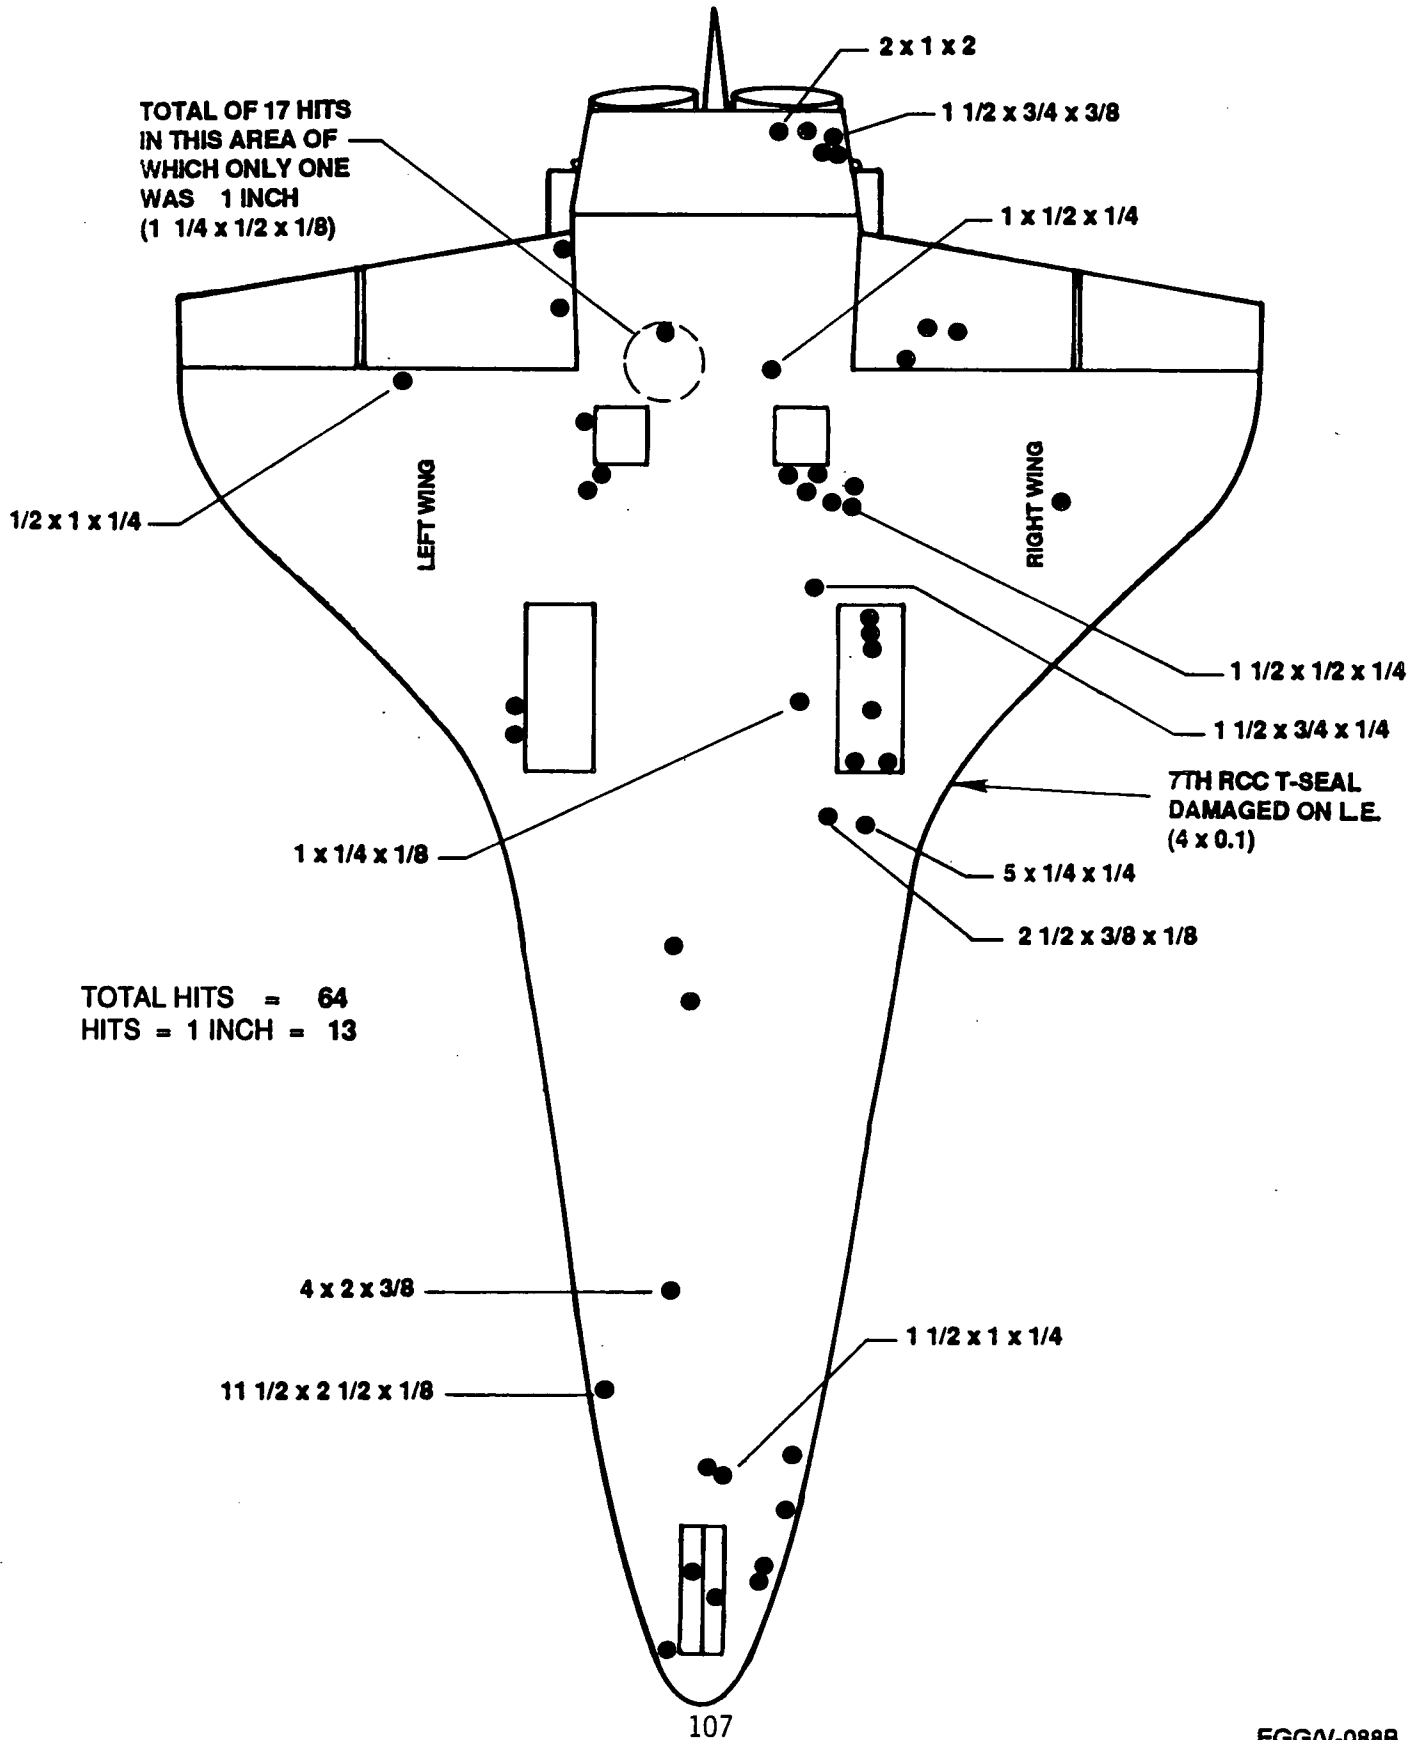 2 x 1 x 2
TOTAL OF 17 HITS
IN THIS AREA OF
WHICH ONLY ONE
WAS 1 INCH
(1 1/4 x 1/2 x 1/8)
1 1/2 x 3/4 x 3/8
1 x 1/2 x 1/4
1/2 x 1 x 1/4
LEFT WING
RIGHT WING
1 1/2 x 1/2 x 1/4
1 1/2 x 3/4 x 1/4
7TH RCC T-SEAL
DAMAGED ON L.E.
(4 x 0.1)
1 x 1/4 x 1/8
5 x 1/4 x 1/4
2 1/2 x 3/8 x 1/8
TOTAL HITS = 64
HITS = 1 INCH = 13
4 x 2 x 3/8
1 1/2 x 1 x 1/4
11 1/2 x 2 1/2 x 1/8
107
EGG/V-088B